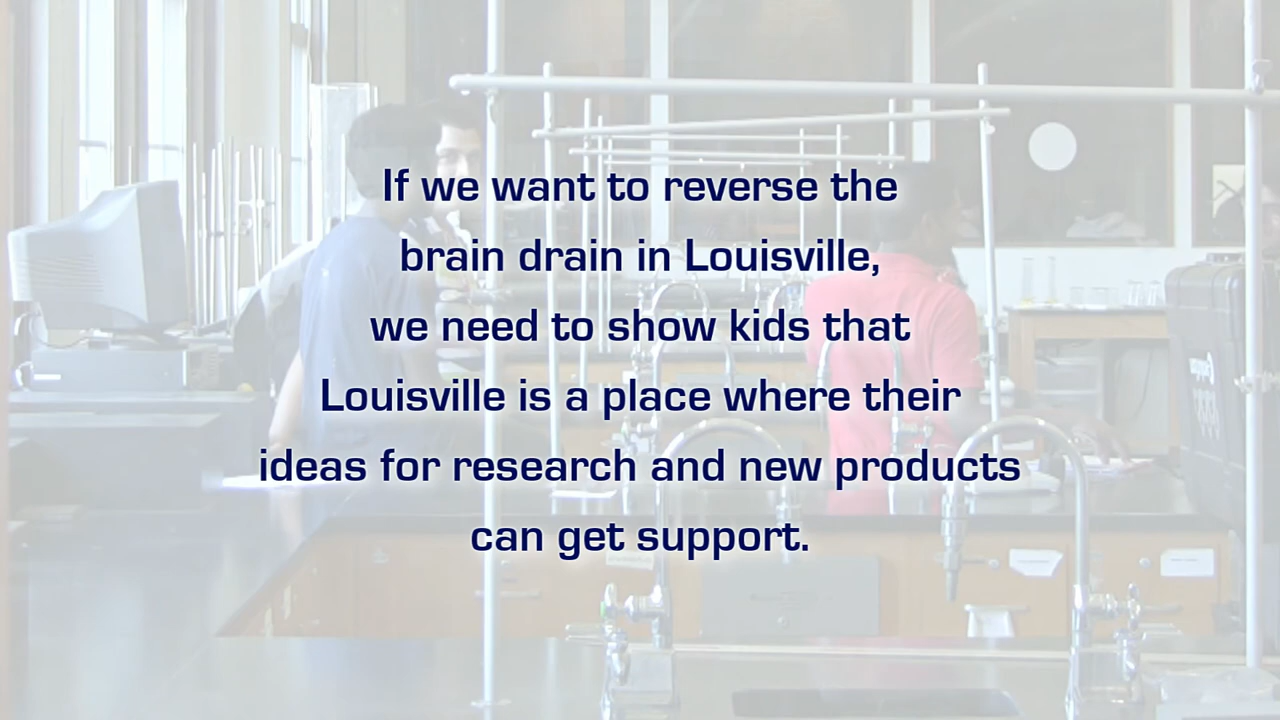 If we want to reverse the
brain drain in Louisville,
we need to show kids that
Louisville is a place where their
ideas for research and new products
can get support.